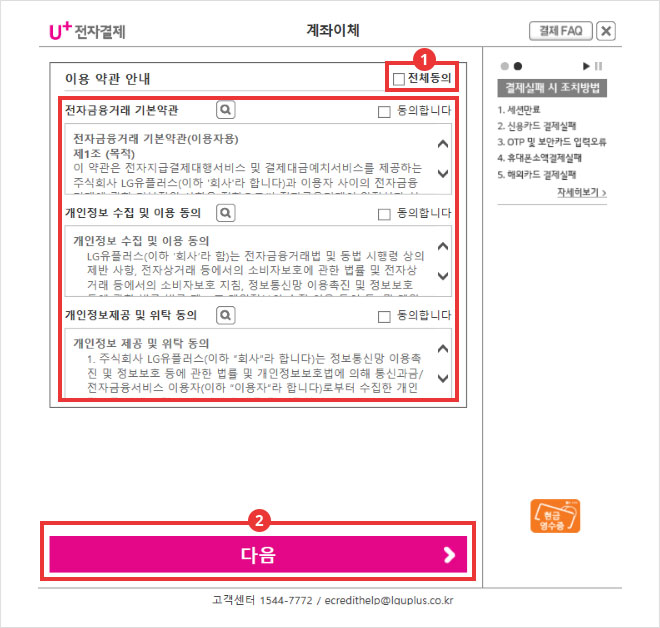 U+전자결제
계좌이체
결제 FAQ
1
이용 약관 안내
전체동의
전자금융거래 기본약관
동의합니다
전자금융거래 기본약관(이용자용)
제1조 (목적)
이 약관은 전자지급결제대행서비스 및 결제대금예치서비스를 제공하는
주식회사 LG유플러스(이하 '회사'라 합니다)과 이용자 사이의 전자금융
개인정보 수집 및 이용 동의
동의합니다
개인정보 수집 및 이용 동의
LG유플러스(이하 '회사'라 함)는 전자금융거래법 및 동법 시행령 상의
제반 사항, 전자상거래 등에서의 소비자보호에 관한 법률 및 전자상
거래 등에서의 소비자보호 지침, 정보통신망 이용촉진 및 정보보호
개인정보제공 및 위탁 동의
동의합니다
개인정보 제공 및 위탁 동의
1. 주식회사 LG유플러스(이하 "회사"라 합니다)는 정보통신망 이용촉
진 및 정보보호 등에 관한 법률 및 개인정보보호법에 의해 통신과금/
전자금융서비스 이용자(이하 "이용자"라 합니다)로부터 수집한 개인
2
다음
결제실패 시 조치방법
1. 세션만료
2. 신용카드 결제실패
3. OTP 및 보안카드 입력오류
4. 휴대폰소액결제실패
5. 해외카드 결제실패
자세히보기 >
현금
영수증
고객센터 1544-7772 / ecredithelp@lguplus.co.kr